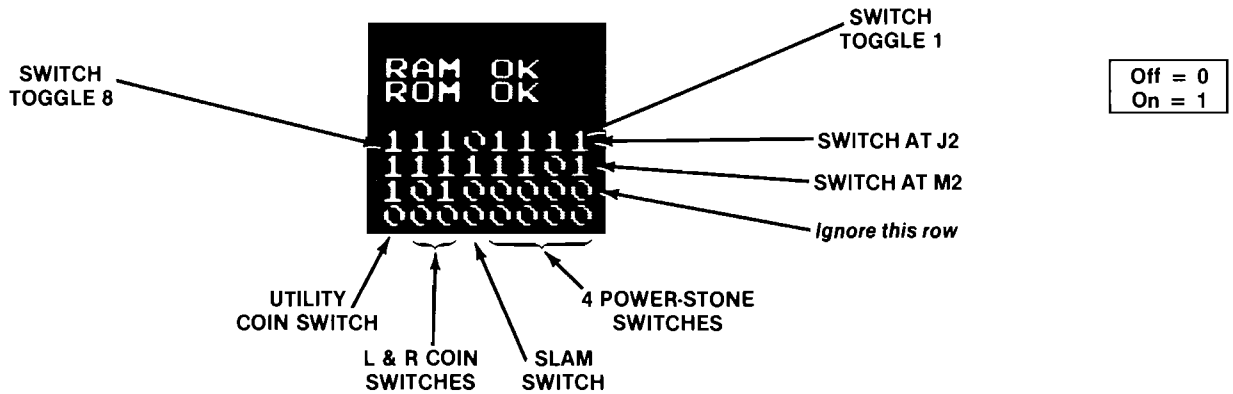 SWITCH
TOGGLE 1
SWITCH
TOGGLE 8
Off = 0
On = 1
RAM OK
ROM OK
11101111
11111101
10100000
00000000
SWITCH AT J2
SWITCH AT M2
Ignore this row
UTILITY
COIN SWITCH
L & R COIN
SWITCHES
SLAM
SWITCH
4 POWER-STONE
SWITCHES